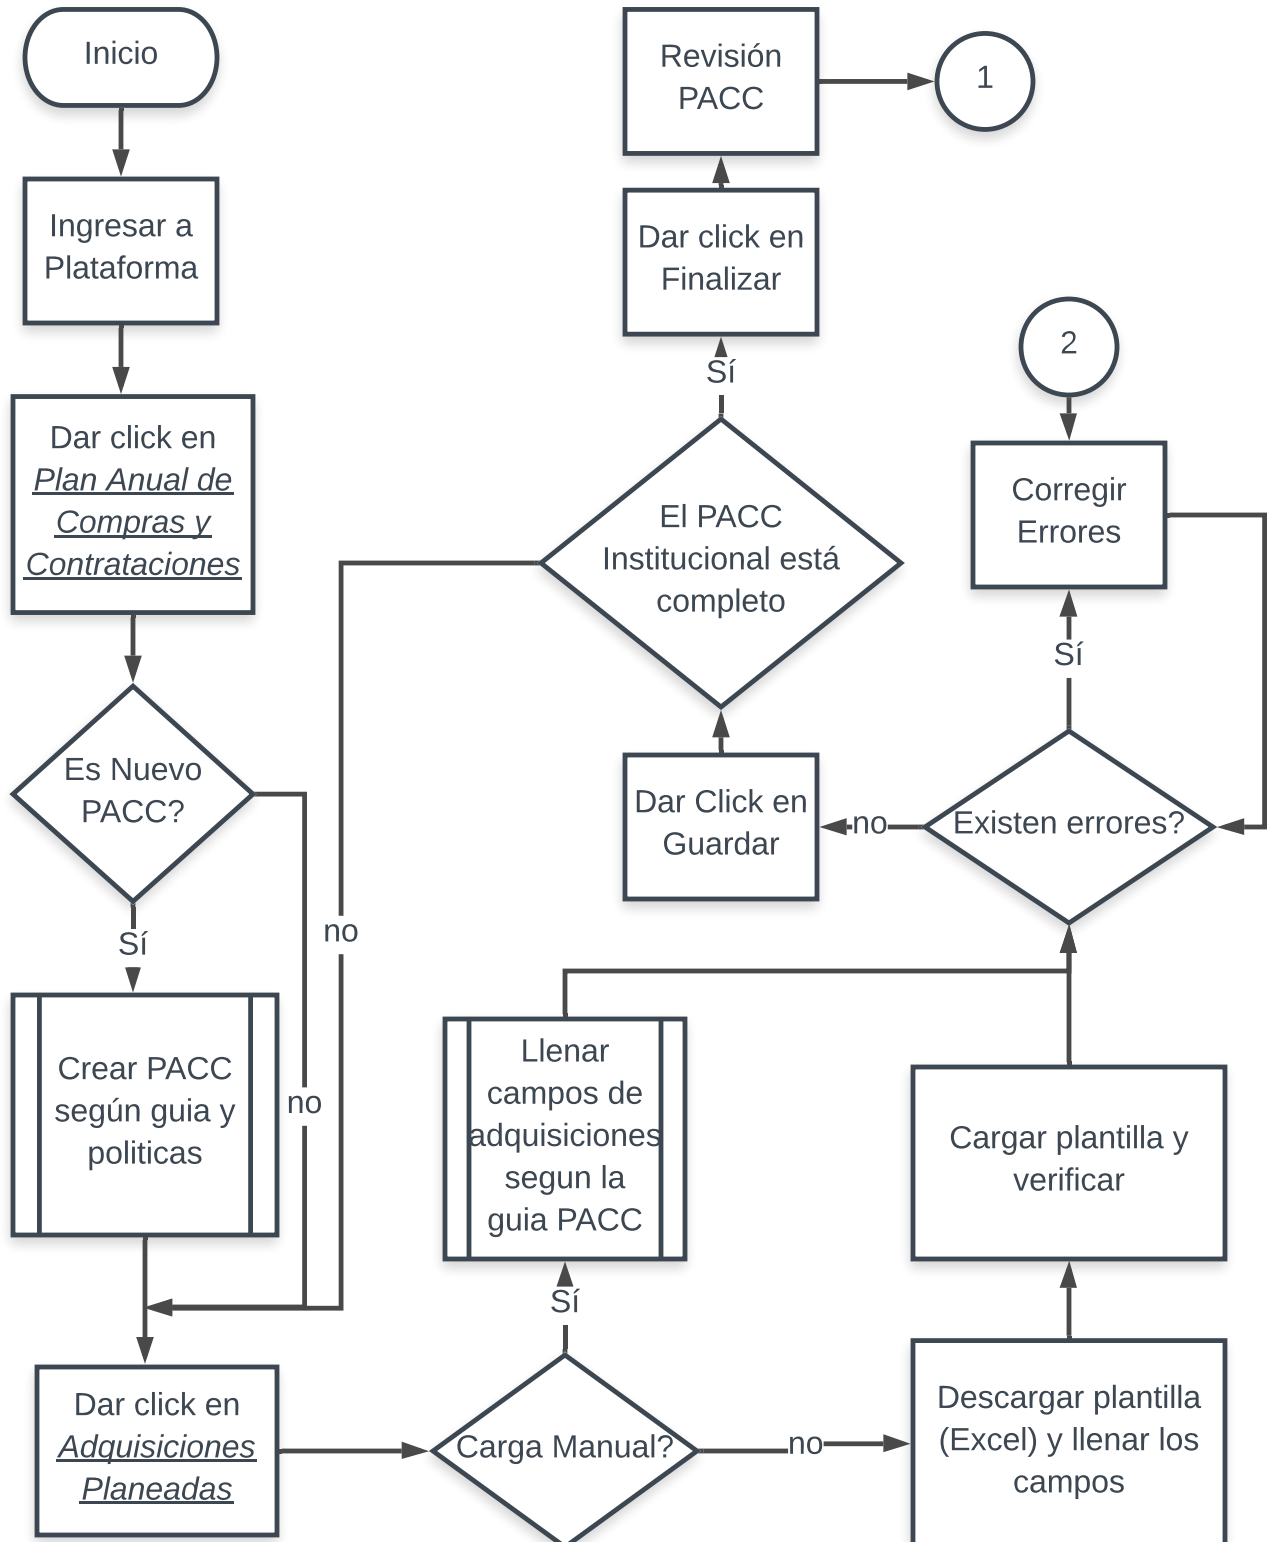 Inicio
Ingresar a
Plataforma
Dar click en
Plan Anual de
Compras y
Contrataciones
Es Nuevo
PACC?
Sí
no
Crear PACC
según guia y
politicas
Dar click en
Adquisiciones
Planeadas
Carga Manual?
Sí
no
Llenar
campos de
adquisiciones
segun la
guia PACC
Descargar plantilla
(Excel) y llenar los
campos
Cargar plantilla y
verificar
Existen errores?
Sí
no
Corregir
Errores
2
Dar Click en
Guardar
El PACC
Institucional está
completo
no
Sí
Dar click en
Finalizar
Revisión
PACC
1